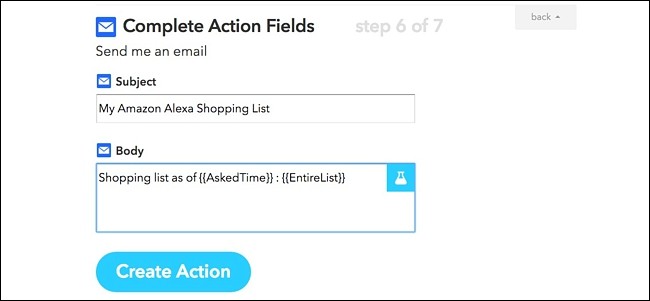 Complete Action Fields step 6 of 7 back
Send me an email
Subject
My Amazon Alexa Shopping List
Body
Shopping list as of {{AskedTime}} : {{EntireList}}
Create Action